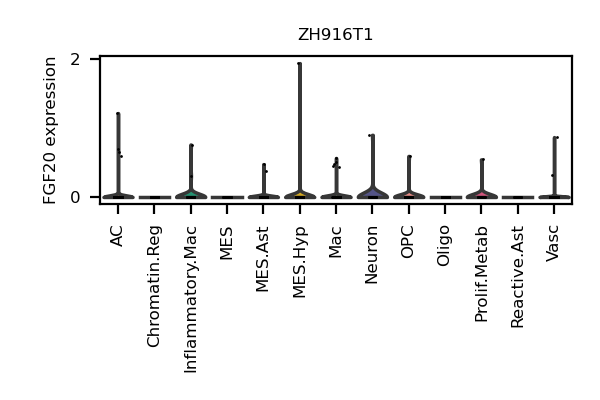 ZH916T1
FGF20 expression
2
0
AC
Chromatin.Reg
Inflammatory.Mac
MES
MES.Ast
MES.Hyp
Mac
Neuron
OPC
Oligo
Prolif.Metab
Reactive.Ast
Vasc